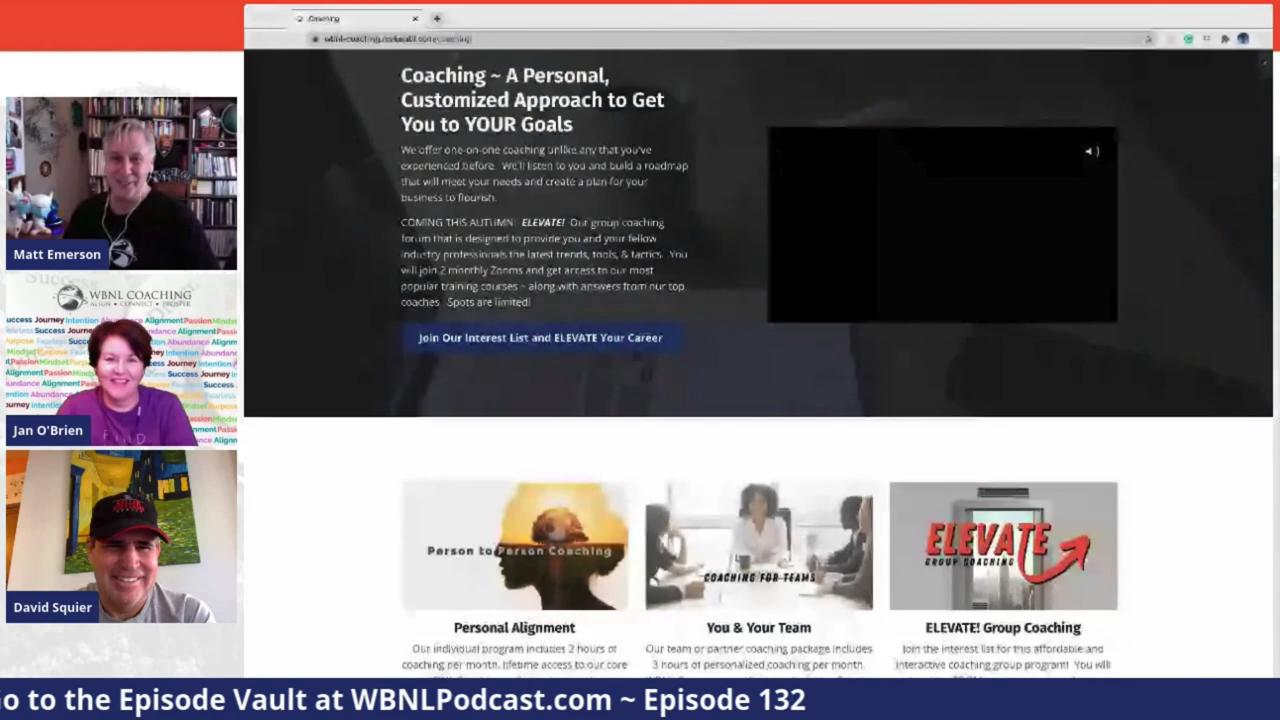 Coaching
Coaching ~ A Personal,
Customized Approach to Get
You to YOUR Goals
We offer one-on-one coaching unlike any that you've
experienced before. We'll listen to you and build a roadmap
that will meet your needs and create a plan for your
business to flourish.
COMING THIS AUTUMN: ELEVATE! Our group coaching
forum that is designed to provide you and your fellow
industry professionals the latest trends, tools, & tactics. You
will join 2 monthly Zooms and get access to our most
popular training courses ~ along with answers from our top
coaches. Spots are limited!
Join Our Interest List and ELEVATE Your Career
Matt Emerson
WBNL COACHING
ALIGN • CONNECT • PROSPER
Jan O'Brien
David Squier
Person to Person Coaching
COACHING FOR TEAMS
ELEVATE
GROUP COACHING
Personal Alignment
Our individual program includes 2 hours of
coaching per month, lifetime access to our core
You & Your Team
Our team or partner coaching package includes
3 hours of personalized coaching per month.
ELEVATE! Group Coaching
Join the interest list for this affordable and
interactive coaching group program! You will
o to the Episode Vault at WBNLPodcast.com ~ Episode 132